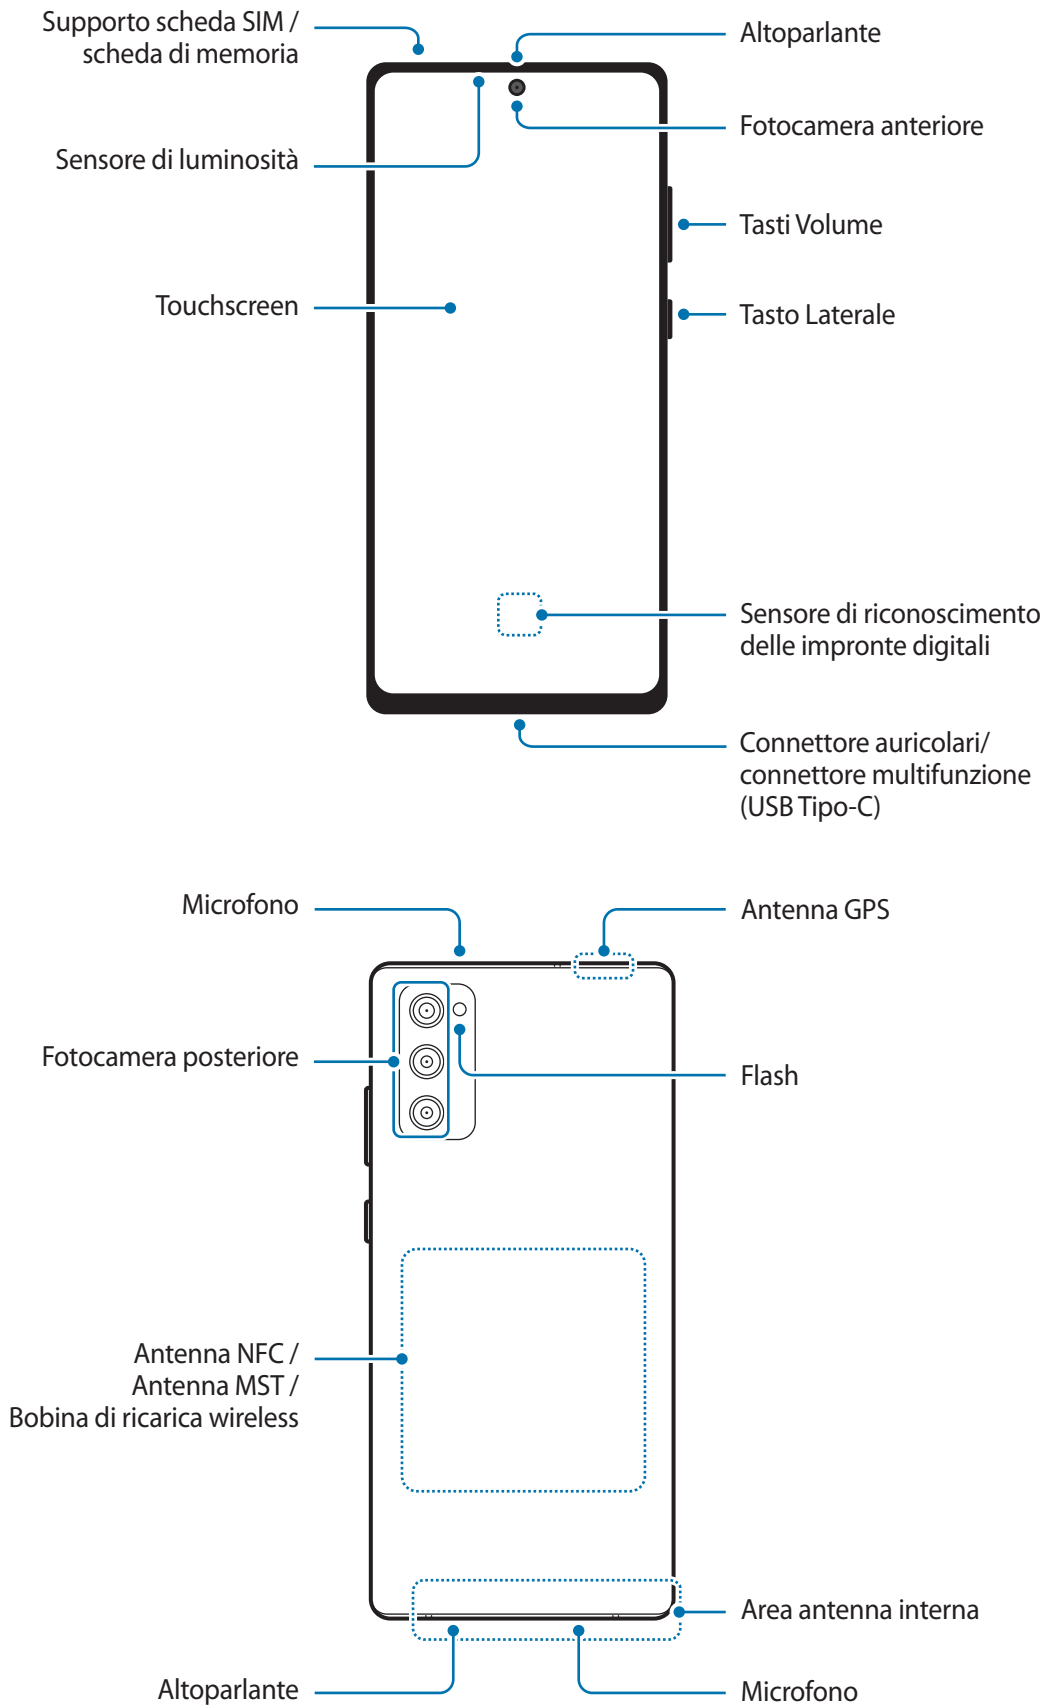 Supporto scheda SIM /
scheda di memoria
Altoparlante
Fotocamera anteriore
Sensore di luminosità
Tasti Volume
Touchscreen
Tasto Laterale
Sensore di riconoscimento
delle impronte digitali
Connettore auricolari/
connettore multifunzione
(USB Tipo-C)
Microfono
Antenna GPS
Fotocamera posteriore
Flash
Antenna NFC /
Antenna MST /
Bobina di ricarica wireless
Area antenna interna
Altoparlante
Microfono